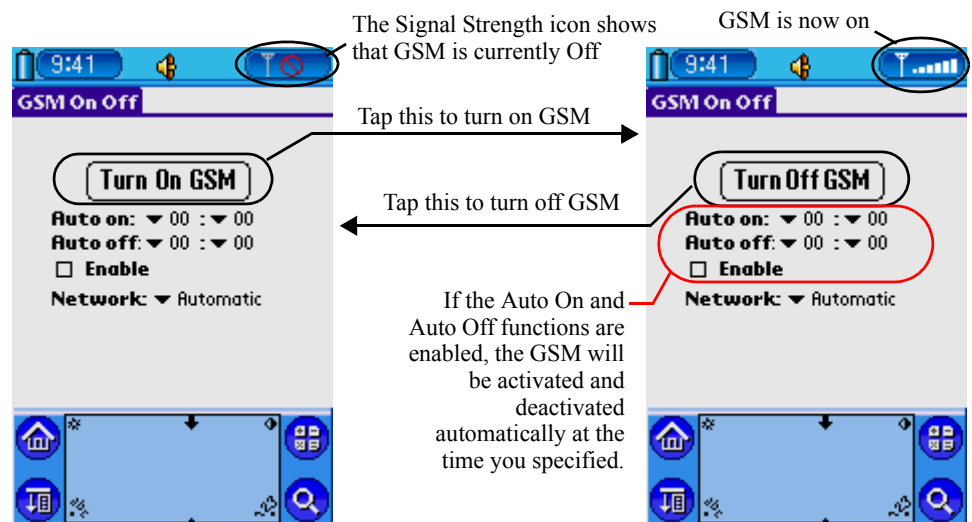 The Signal Strength icon shows
that GSM is currently Off
GSM is now on
9:41
GSM On Off
Turn On GSM
Auto on: 00 : 00
Auto off: 00 : 00
Enable
Network: Automatic
Tap this to turn on GSM
Tap this to turn off GSM
If the Auto On and
Auto Off functions are
enabled, the GSM will
be activated and
deactivated
automatically at the
time you specified.
9:41
GSM On Off
Turn Off GSM
Auto on: 00 : 00
Auto off: 00 : 00
Enable
Network: Automatic